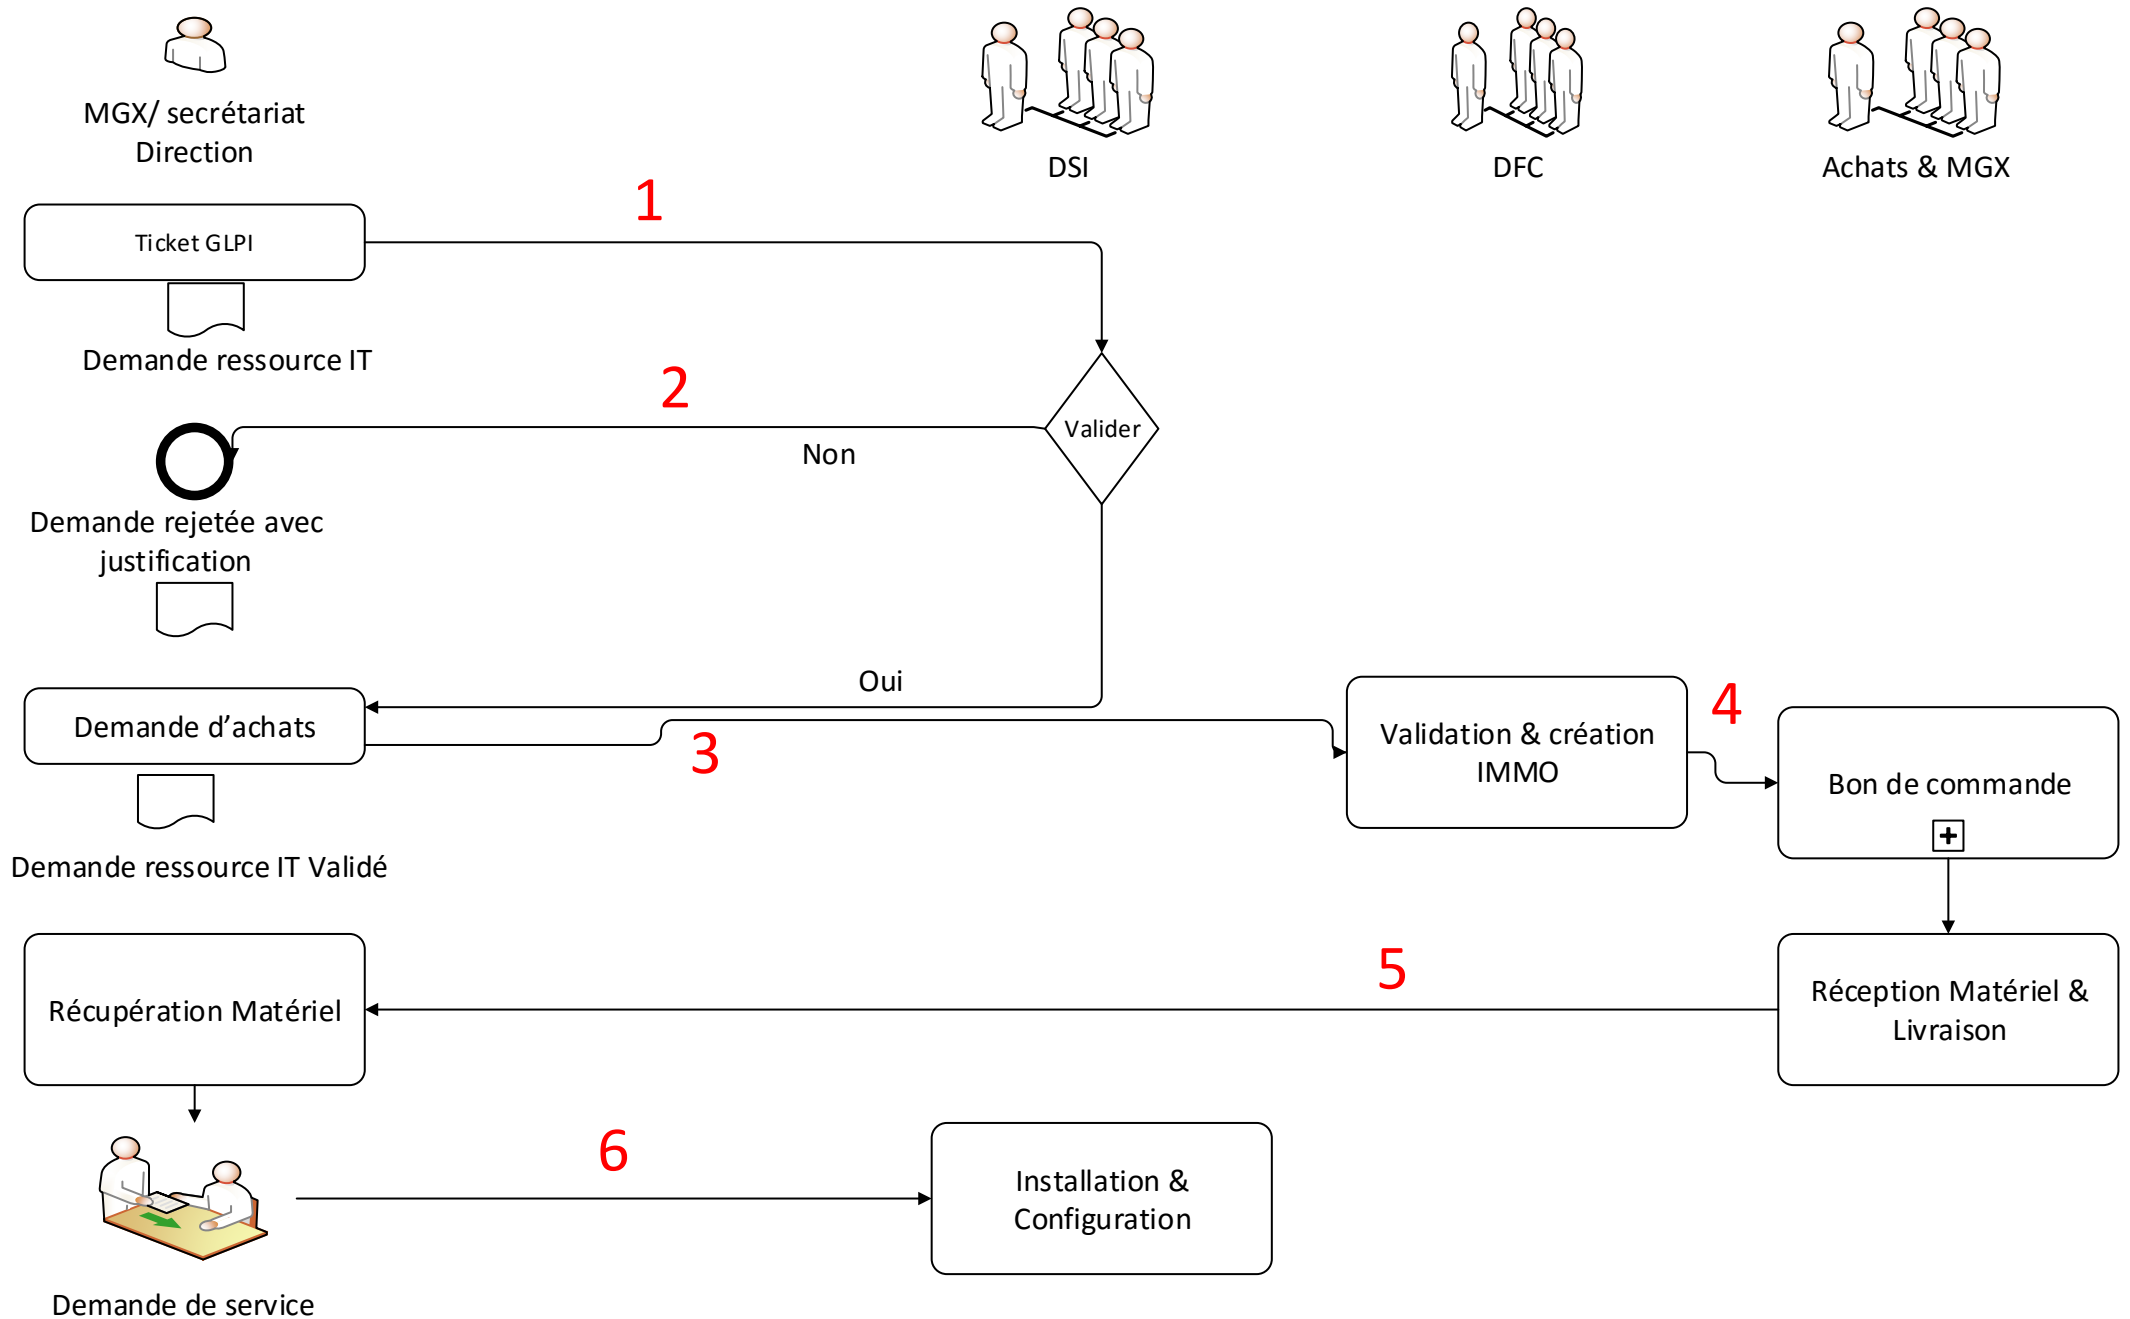 MGX/ secrétariat
Direction
DSI
DFC
Achats & MGX
1
Ticket GLPI
Demande ressource IT
2
Valider
Non
Demande rejetée avec
justification
Oui
Demande d’achats
3
Validation & création
IMMO
4
Bon de commande
Demande ressource IT Validé
Récupération Matériel
5
Réception Matériel &
Livraison
6
Installation &
Configuration
Demande de service